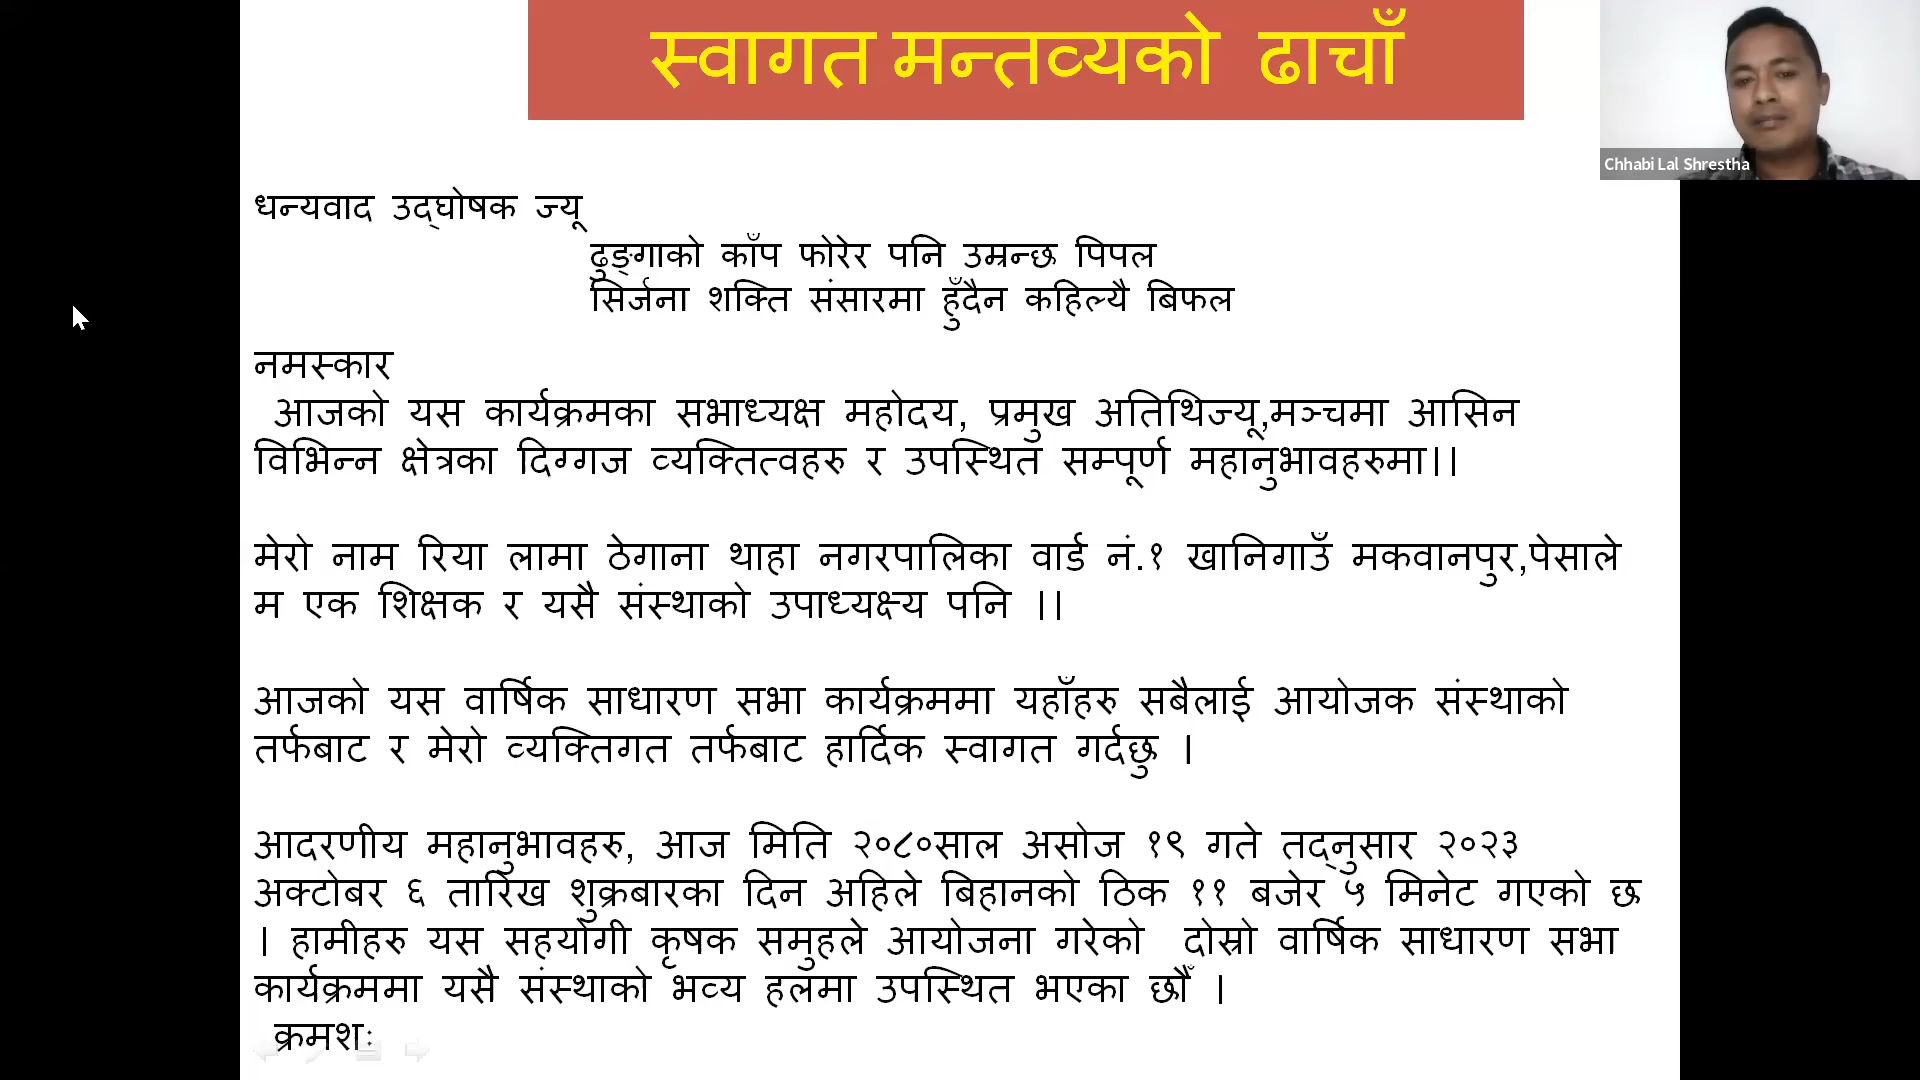 स्वागत मन्तव्यको ढाचाँ
Chhabi Lal Shrestha
धन्यवाद उद्घोषक ज्यू
ढुङ्गाको काँप फोरेर पनि उम्रन्छ पिपल
सिर्जना शक्ति संसारमा हुँदैन कहिल्यै बिफल
नमस्कार
आजको यस कार्यक्रमका सभाध्यक्ष महोदय, प्रमुख अतिथिज्यू,मञ्चमा आसिन
विभिन्न क्षेत्रका दिग्गज व्यक्तित्वहरु र उपस्थित सम्पूर्ण महानुभावहरुमा।।
मेरो नाम रिया लामा ठेगाना थाहा नगरपालिका वार्ड नं.१ खानिगाउँ मकवानपुर,पेसाले
म एक शिक्षक र यसै संस्थाको उपाध्यक्ष्य पनि ।।
आजको यस वार्षिक साधारण सभा कार्यक्रममा यहाँहरु सबैलाई आयोजक संस्थाको
तर्फबाट र मेरो व्यक्तिगत तर्फबाट हार्दिक स्वागत गर्दछु ।
आदरणीय महानुभावहरु, आज मिति २०८०साल असोज १९ गते तद्नुसार २०२३
अक्टोबर ६ तारिख शुक्रबारका दिन अहिले बिहानको ठिक ११ बजेर ५ मिनेट गएको छ
। हामीहरु यस सहयोगी कृषक समुहले आयोजना गरेको दोस्रो वार्षिक साधारण सभा
कार्यक्रममा यसै संस्थाको भव्य हलमा उपस्थित भएका छौँ ।
क्रमशः